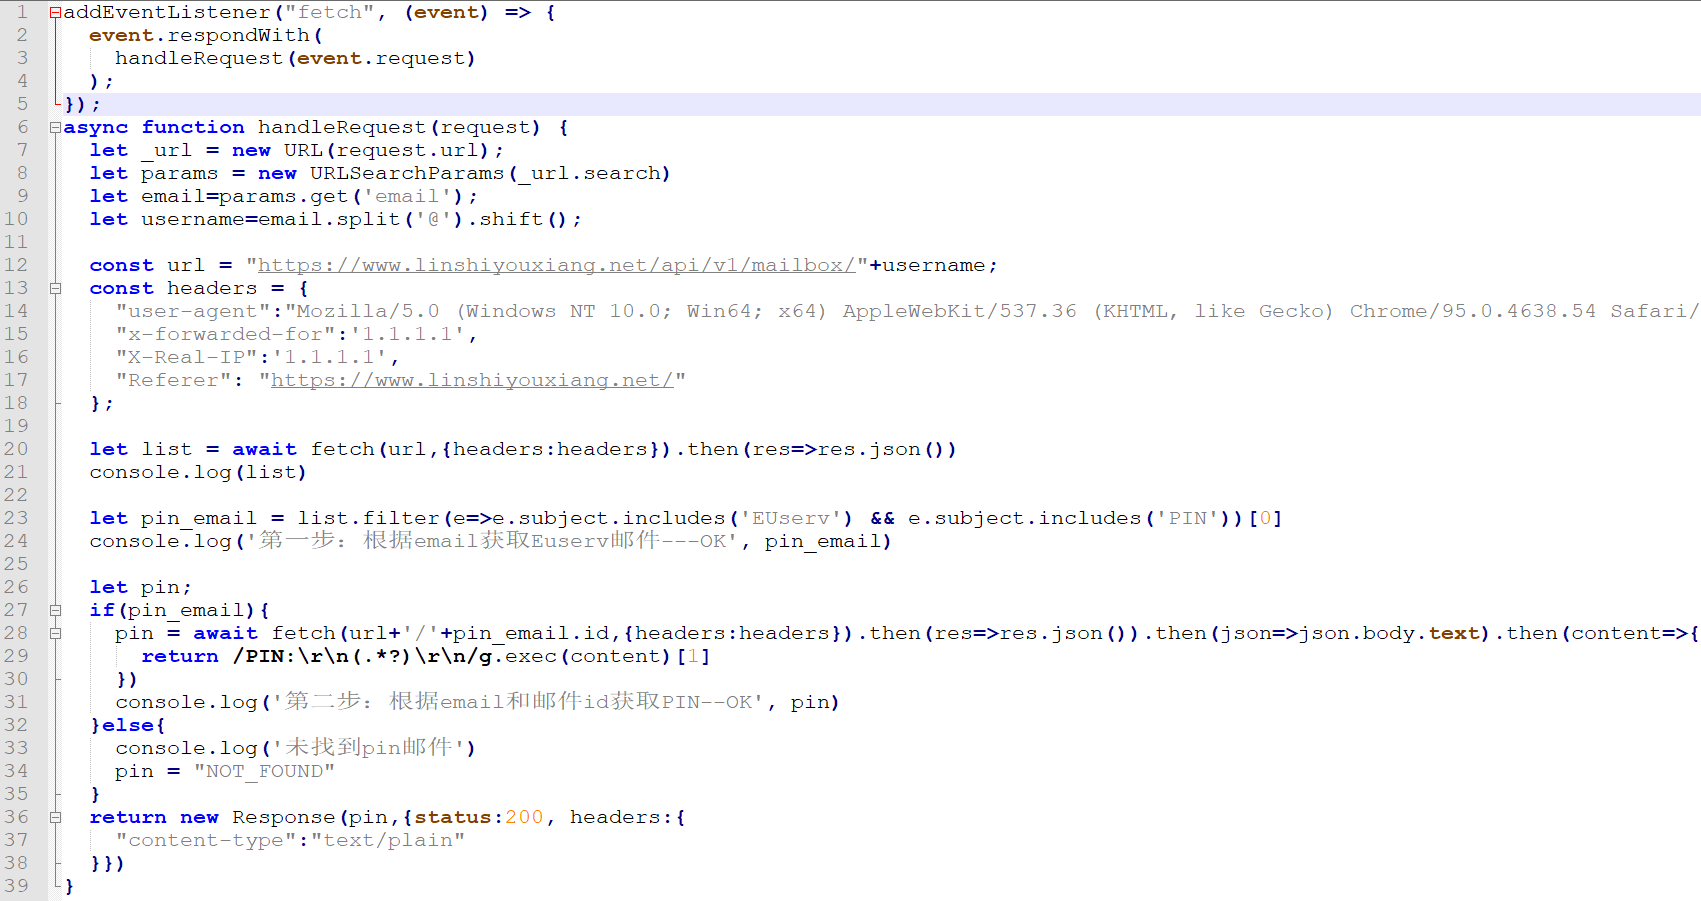 1 addEventListener("fetch", (event) => {
2   event.respondWith(
3     handleRequest(event.request)
4   );
5 });
6 async function handleRequest(request) {
7   let _url = new URL(request.url);
8   let params = new URLSearchParams(_url.search)
9   let email=params.get('email');
10   let username=email.split('@').shift();
11
12   const url = "https://www.linshiyouxiang.net/api/v1/mailbox/"+username;
13   const headers = {
14     "user-agent":"Mozilla/5.0 (Windows NT 10.0; Win64; x64) AppleWebKit/537.36 (KHTML, like Gecko) Chrome/95.0.4638.54 Safari/
15     "x-forwarded-for":'1.1.1.1',
16     "X-Real-IP":'1.1.1.1',
17     "Referer": "https://www.linshiyouxiang.net/"
18   };
19
20   let list = await fetch(url,{headers:headers}).then(res=>res.json())
21   console.log(list)
22
23   let pin_email = list.filter(e=>e.subject.includes('EUserv') && e.subject.includes('PIN'))[0]
24   console.log('第一步：根据email获取Euserv邮件---OK', pin_email)
25
26   let pin;
27   if(pin_email){
28     pin = await fetch(url+'/'+pin_email.id,{headers:headers}).then(res=>res.json()).then(json=>json.body.text).then(content=>{
29       return /PIN:\r\n(.*?)\r\n/g.exec(content)[1]
30     })
31     console.log('第二步：根据email和邮件id获取PIN--OK', pin)
32   }else{
33     console.log('未找到pin邮件')
34     pin = "NOT_FOUND"
35   }
36   return new Response(pin,{status:200, headers:{
37     "content-type":"text/plain"
38   }})
39 }